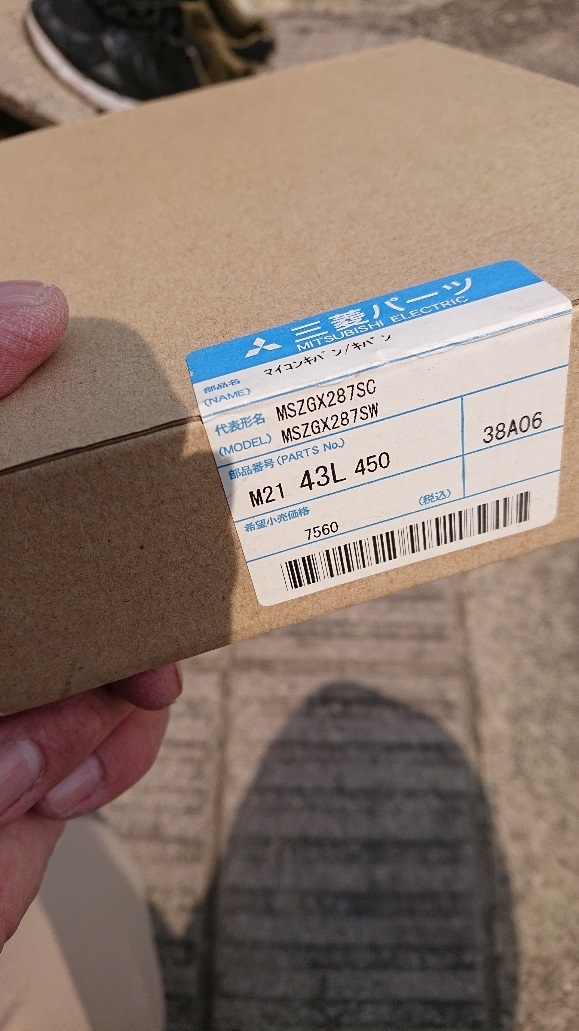 三菱パーツ
MITSUBISHI ELECTRIC
部品名 マイコンキバン/キバン
(NAME)
代表形名 MSZGX287SC
(MODEL) MSZGX287SW
部品番号(PARTS No.)
M21 43L 450 38A06
希望小売価格 (税込)
7560